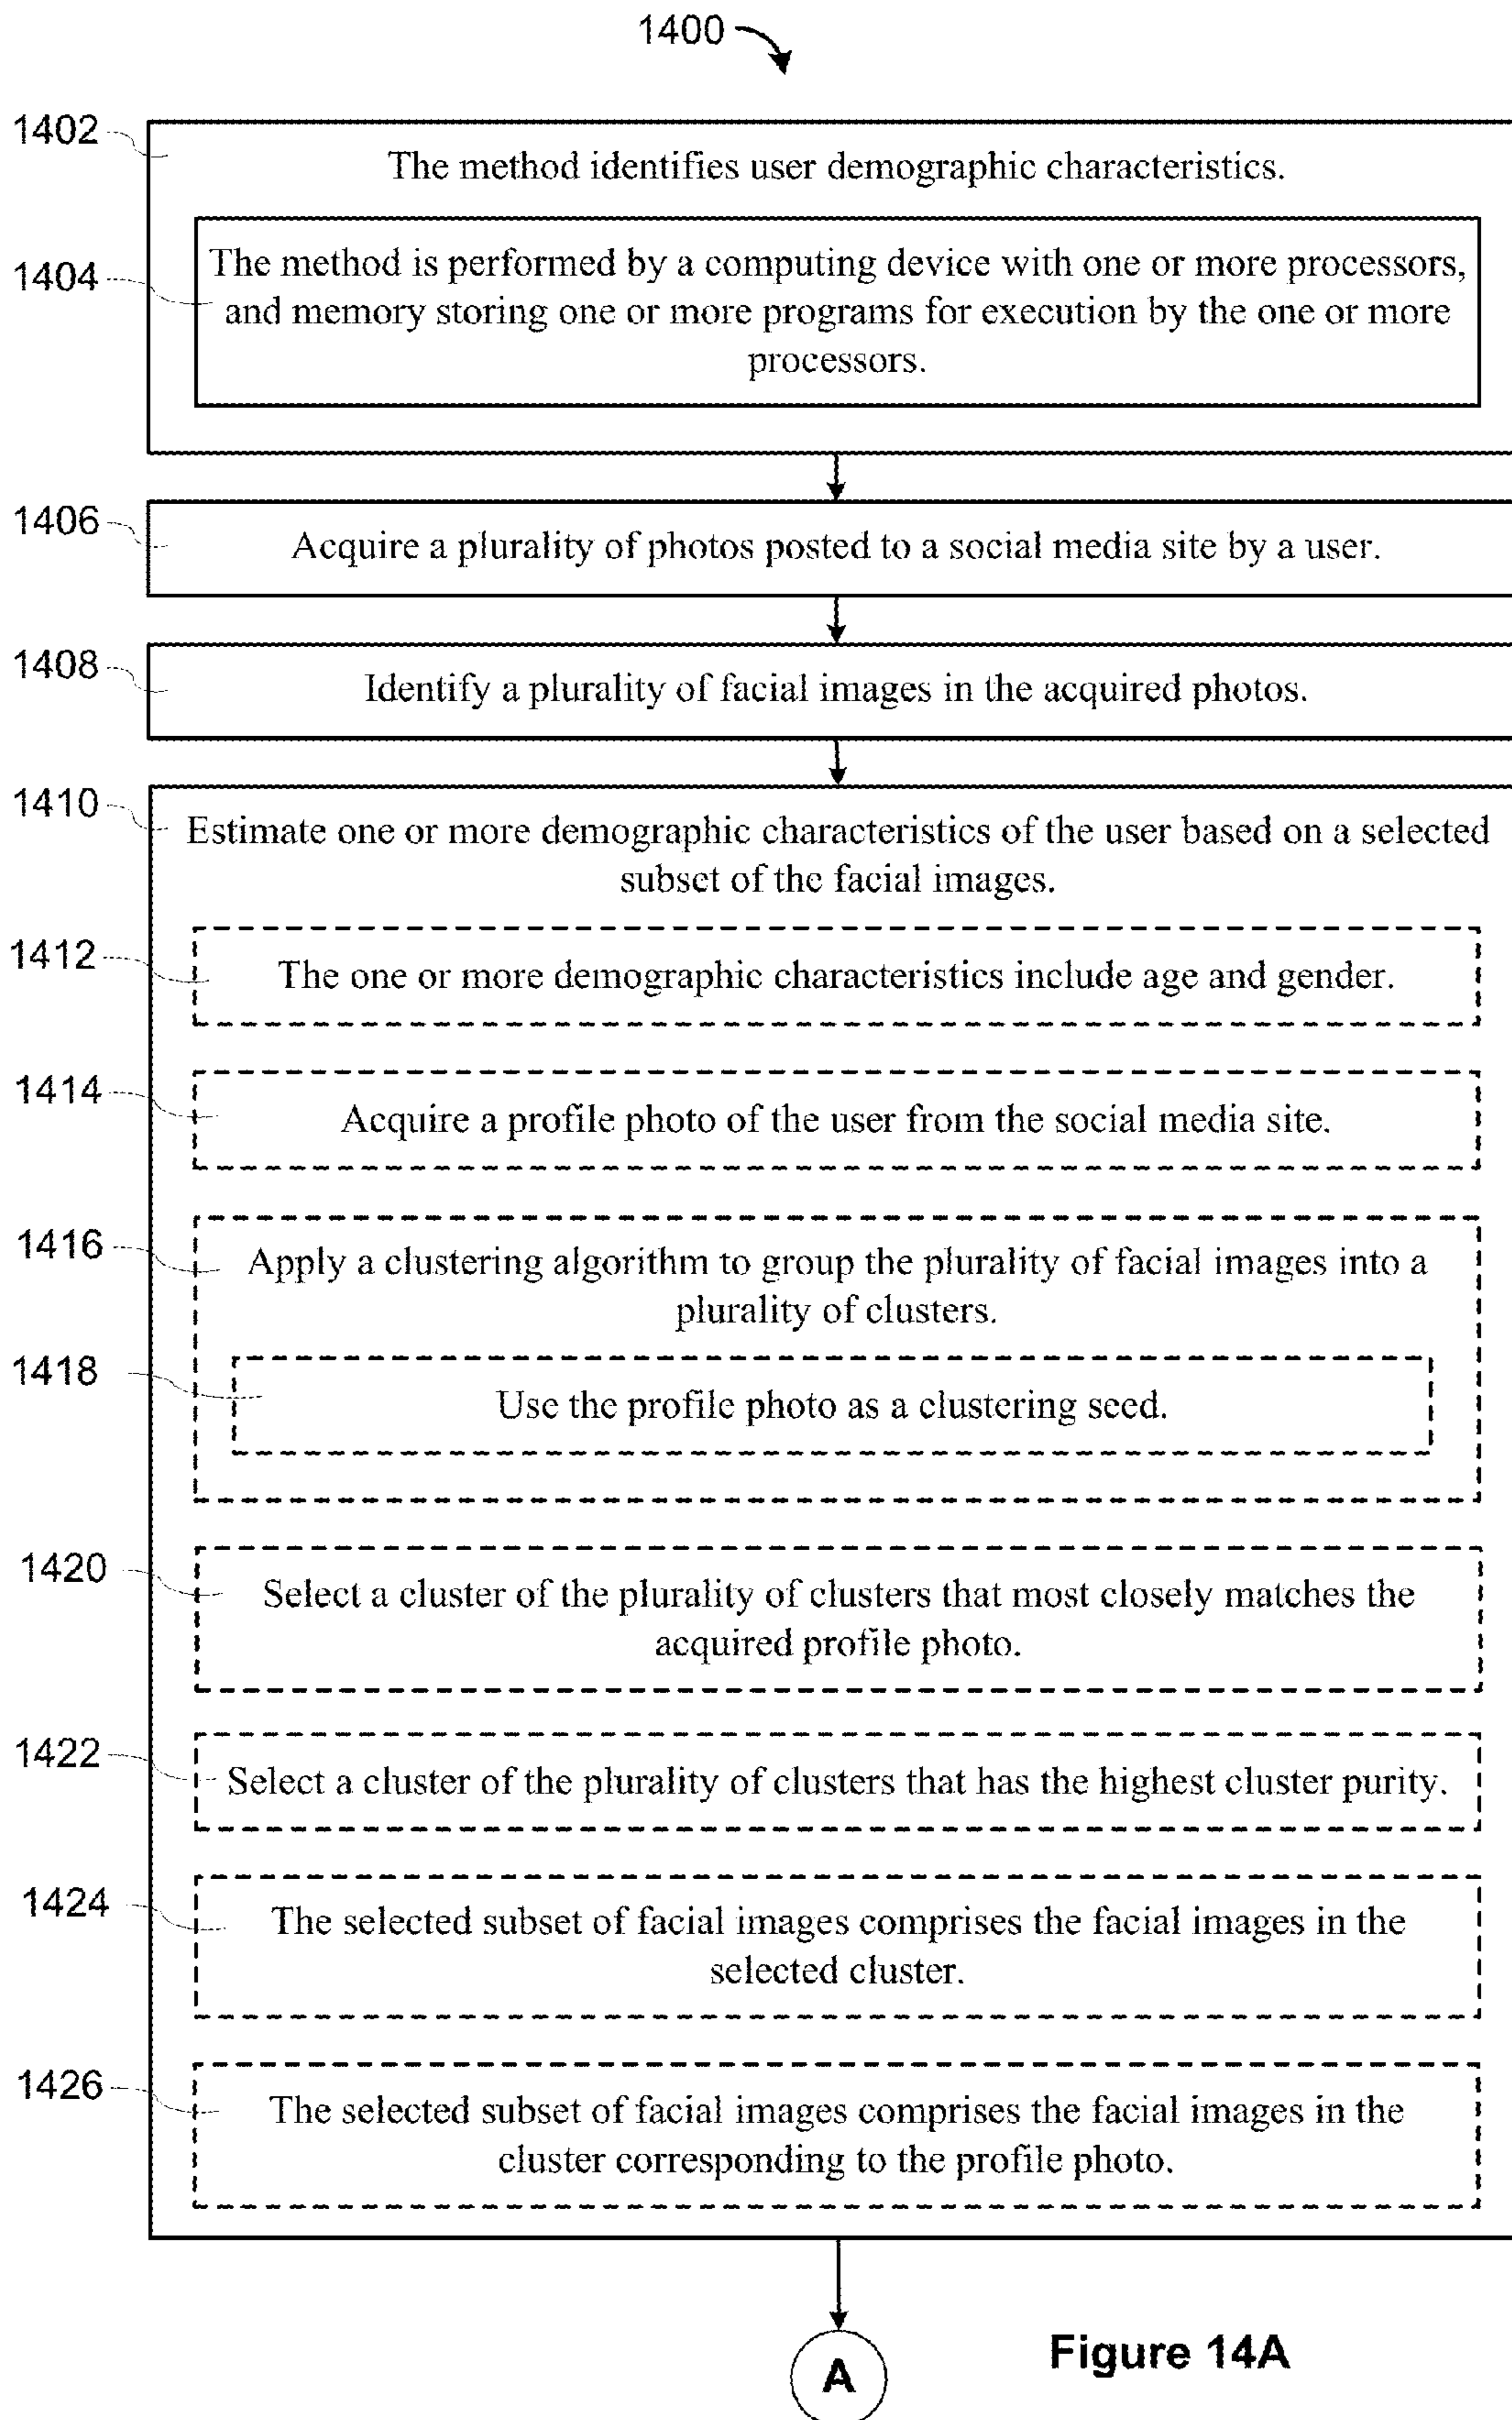 1400
1402
The method identifies user demographic characteristics.
1404
The method is performed by a computing device with one or more processors,
and memory storing one or more programs for execution by the one or more
processors.
1406
Acquire a plurality of photos posted to a social media site by a user.
1408
Identify a plurality of facial images in the acquired photos.
1410
Estimate one or more demographic characteristics of the user based on a selected
subset of the facial images.
1412
The one or more demographic characteristics include age and gender.
1414
Acquire a profile photo of the user from the social media site.
1416
Apply a clustering algorithm to group the plurality of facial images into a
plurality of clusters.
1418
Use the profile photo as a clustering seed.
1420
Select a cluster of the plurality of clusters that most closely matches the
acquired profile photo.
1422
Select a cluster of the plurality of clusters that has the highest cluster purity.
1424
The selected subset of facial images comprises the facial images in the
selected cluster.
1426
The selected subset of facial images comprises the facial images in the
cluster corresponding to the profile photo.
A
Figure 14A